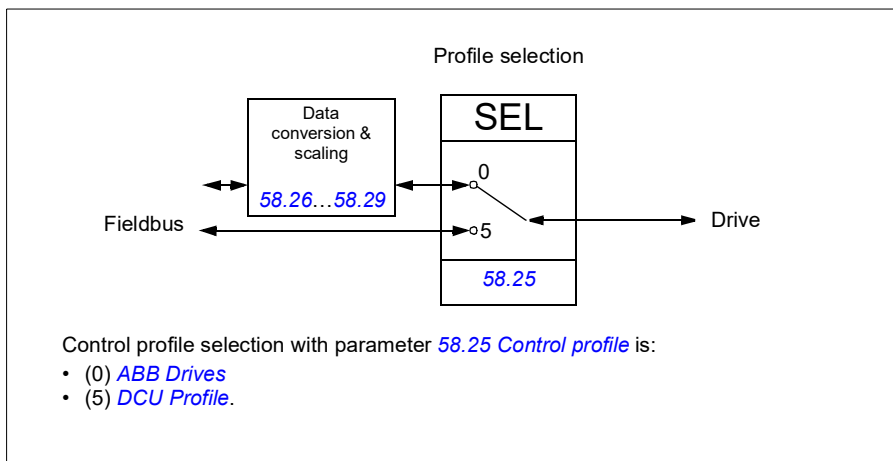 Profile selection
Data
conversion &
scaling
58.26…58.29
SEL
0
5
58.25
Fieldbus
Drive
Control profile selection with parameter 58.25 Control profile is:
• (0) ABB Drives
• (5) DCU Profile.